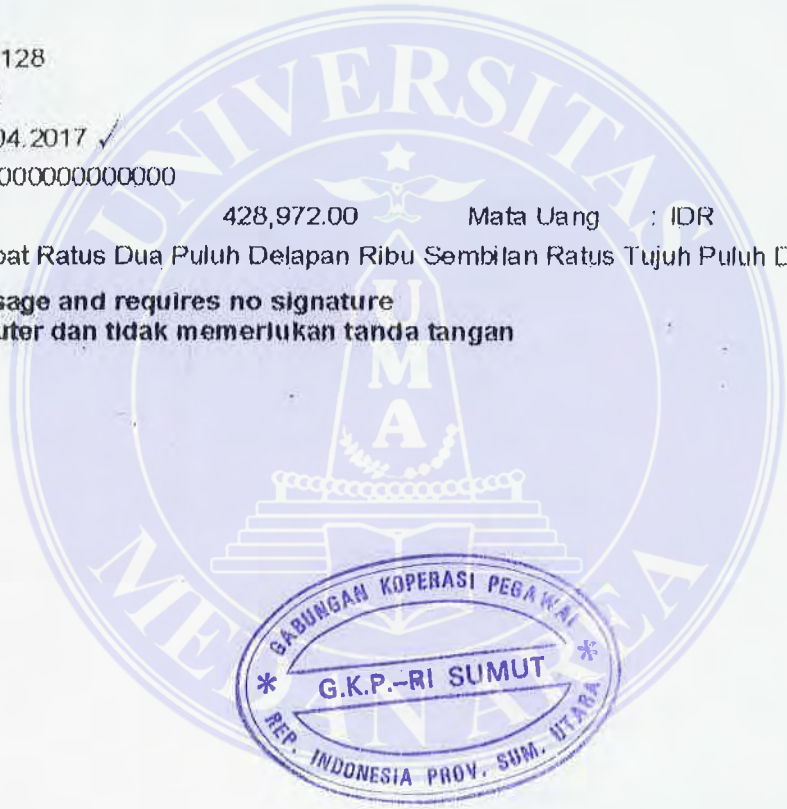 128
04.2017 ✓
000000000000
428,972.00 Mata Uang : IDR
pat Ratus Dua Puluh Delapan Ribu Sembilan Ratus Tujuh Puluh D
sage and requires no signature
uter dan tidak memerlukan tanda tangan
UNIVERSITAS
UMA
MEDAN AREA
GABUNGAN KOPERASI PEGAWAI
* G.K.P.-RI SUMUT *
REP. INDONESIA PROV. SUM. UTARA